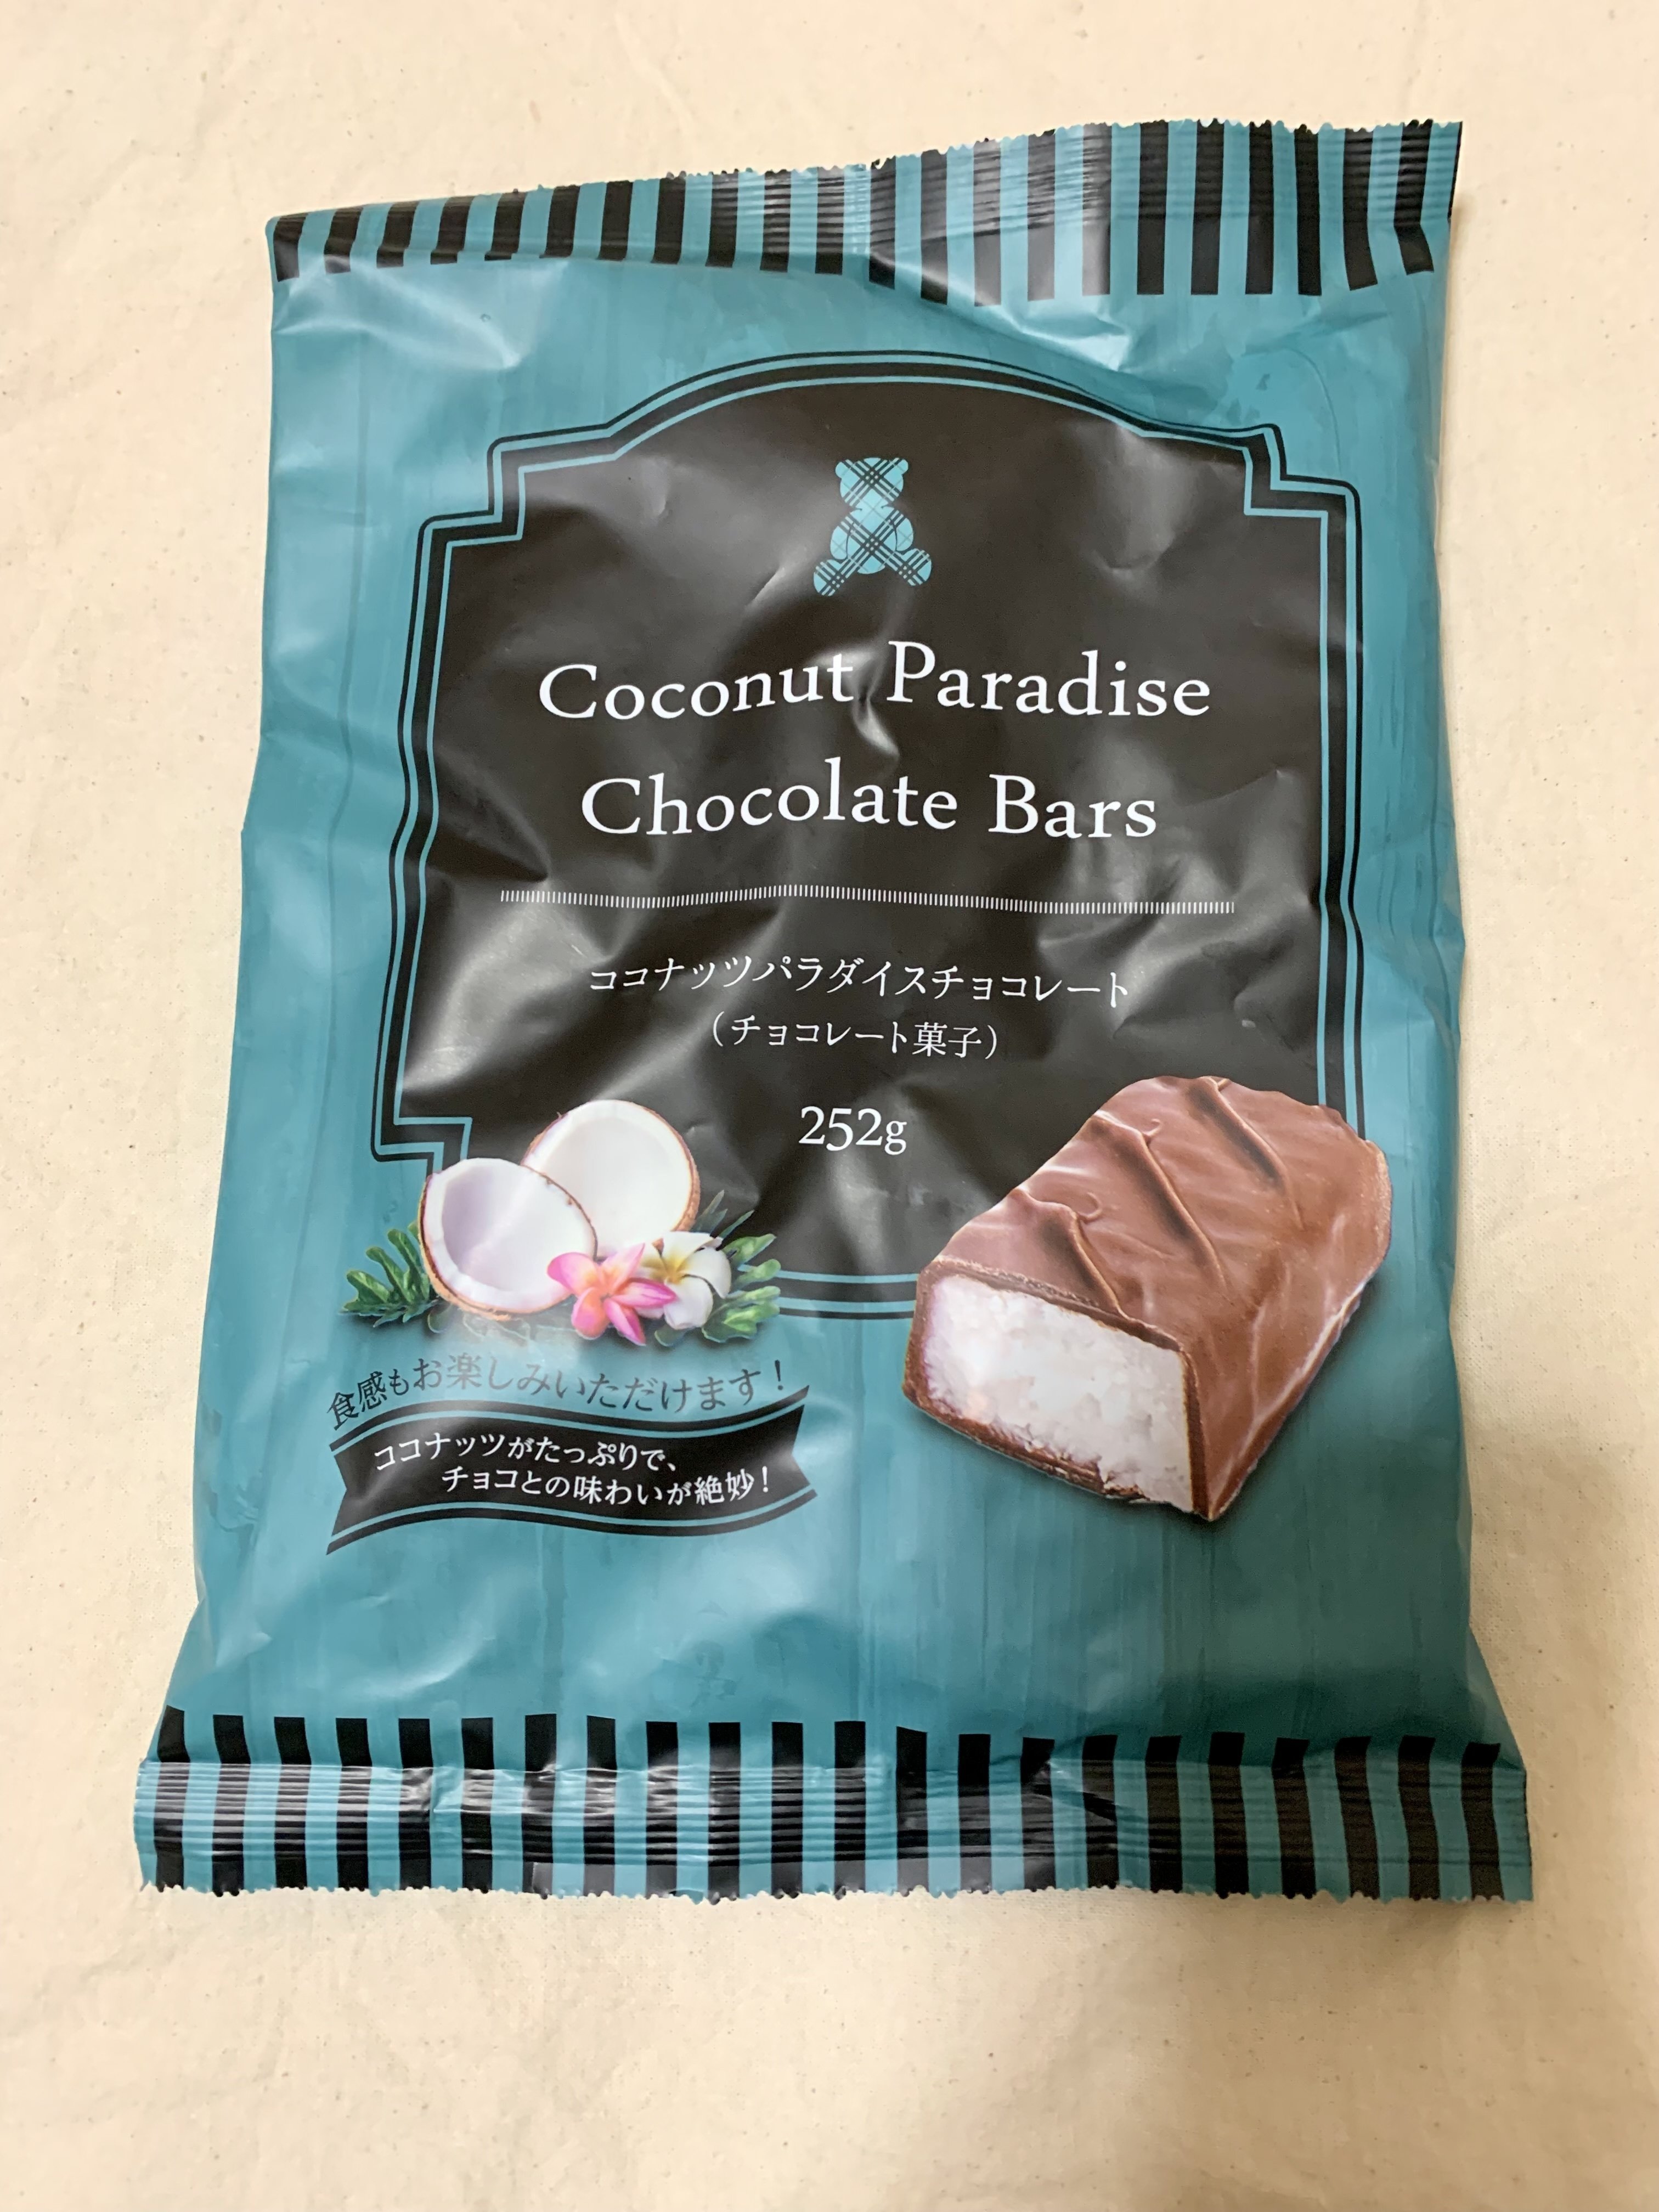 Coconut Paradise
Chocolate Bars
ココナッツパラダイスチョコレート
（チョコレート菓子）
252g
食感もお楽しみいただけます！
ココナッツがたっぷりで、
チョコとの味わいが絶妙！